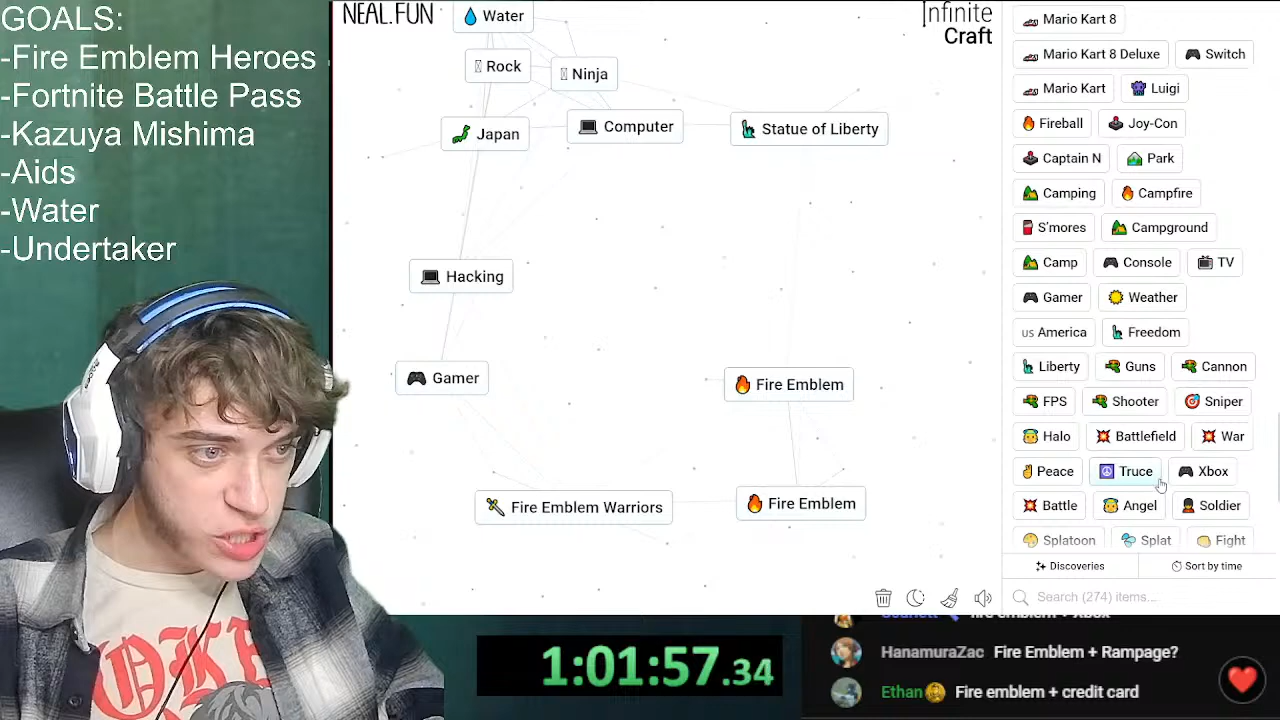 GOALS:
-Fire Emblem Heroes
-Fortnite Battle Pass
-Kazuya Mishima
-Aids
-Water
-Undertaker
NEAL.FUN
Infinite
Craft
Water
Rock
Ninja
Japan
Computer
Statue of Liberty
Hacking
Gamer
Fire Emblem
Fire Emblem Warriors
Fire Emblem
Mario Kart 8
Mario Kart 8 Deluxe
Switch
Mario Kart
Luigi
Fireball
Joy-Con
Captain N
Park
Camping
Campfire
S'mores
Campground
Camp
Console
TV
Gamer
Weather
US America
Freedom
Liberty
Guns
Cannon
FPS
Shooter
Sniper
Halo
Battlefield
War
Peace
Truce
Xbox
Battle
Angel
Soldier
Splatoon
Splat
Fight
Discoveries
Sort by time
Search (274) items...
1:01:57.34
fire emblem + Xbox
HanamuraZac Fire Emblem + Rampage?
Ethan Fire emblem + credit card